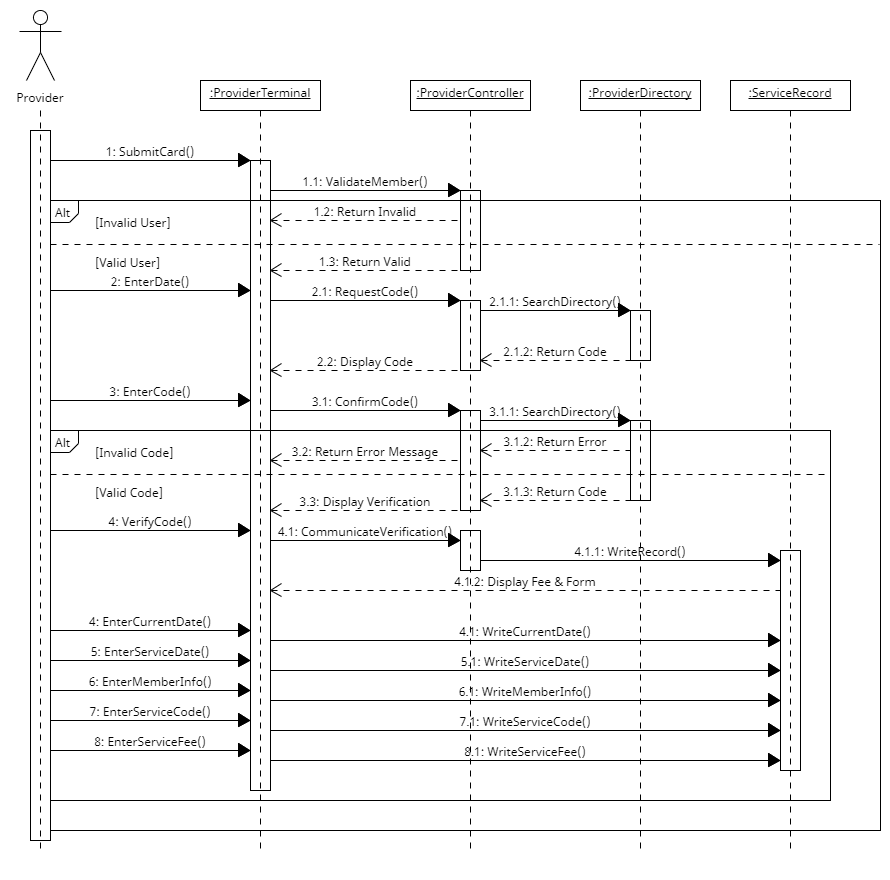 Provider
:ProviderTerminal
:ProviderController
:ProviderDirectory
:ServiceRecord
1: SubmitCard()
1.1: ValidateMember()
Alt
[Invalid User]
1.2: Return Invalid
[Valid User]
1.3: Return Valid
2: EnterDate()
2.1: RequestCode()
2.1.1: SearchDirectory()
2.1.2: Return Code
2.2: Display Code
3: EnterCode()
3.1: ConfirmCode()
3.1.1: SearchDirectory()
Alt
[Invalid Code]
3.1.2: Return Error
3.2: Return Error Message
[Valid Code]
3.1.3: Return Code
3.3: Display Verification
4: VerifyCode()
4.1: CommunicateVerification()
4.1.1: WriteRecord()
4.1.2: Display Fee & Form
4: EnterCurrentDate()
4.1: WriteCurrentDate()
5: EnterServiceDate()
5.1: WriteServiceDate()
6: EnterMemberInfo()
6.1: WriteMemberInfo()
7: EnterServiceCode()
7.1: WriteServiceCode()
8: EnterServiceFee()
8.1: WriteServiceFee()